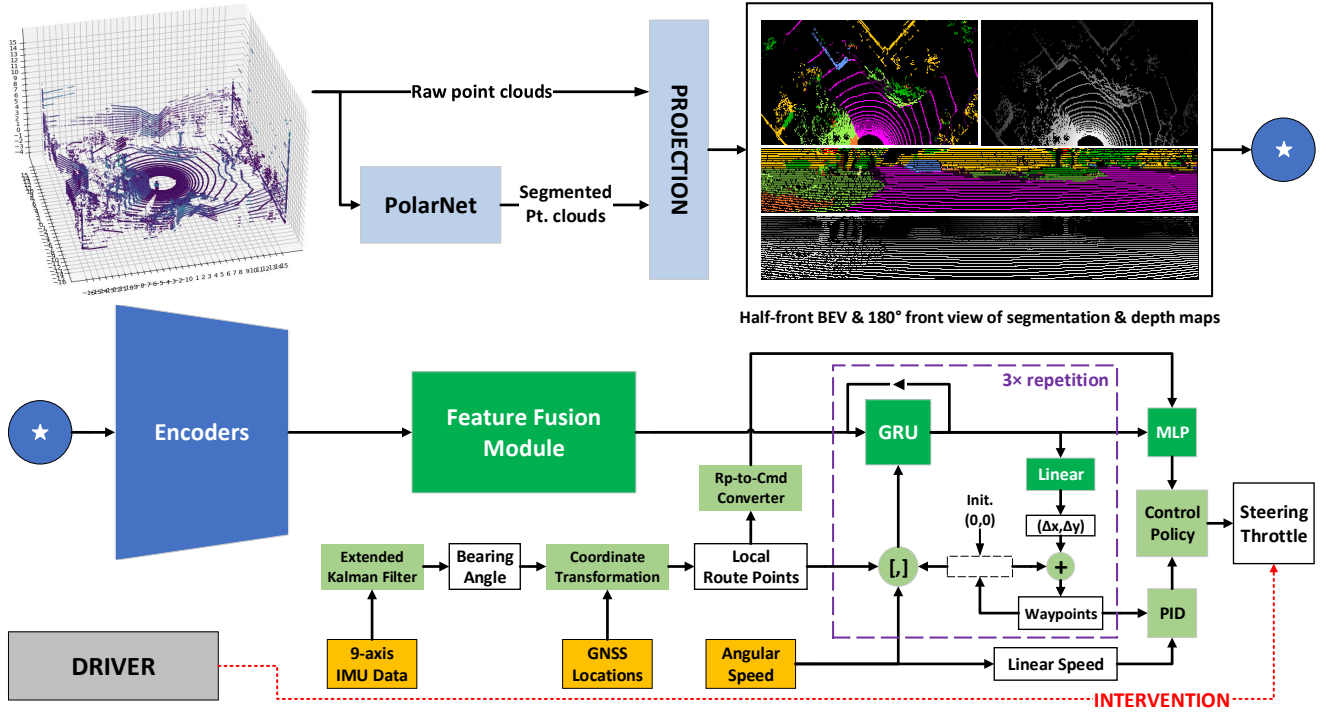 Raw point clouds
PolarNet
Segmented
Pt. clouds
PROJECTION
Half-front BEV & 180° front view of segmentation & depth maps
Encoders
Feature Fusion
Module
3× repetition
GRU
MLP
Linear
Rp-to-Cmd
Converter
Init.
(0,0)
(Δx,Δy)
Control
Policy
Steering
Throttle
Extended
Kalman Filter
Bearing
Angle
Coordinate
Transformation
Local
Route Points
[,]
+
Waypoints
PID
DRIVER
9-axis
IMU Data
GNSS
Locations
Angular
Speed
Linear Speed
INTERVENTION